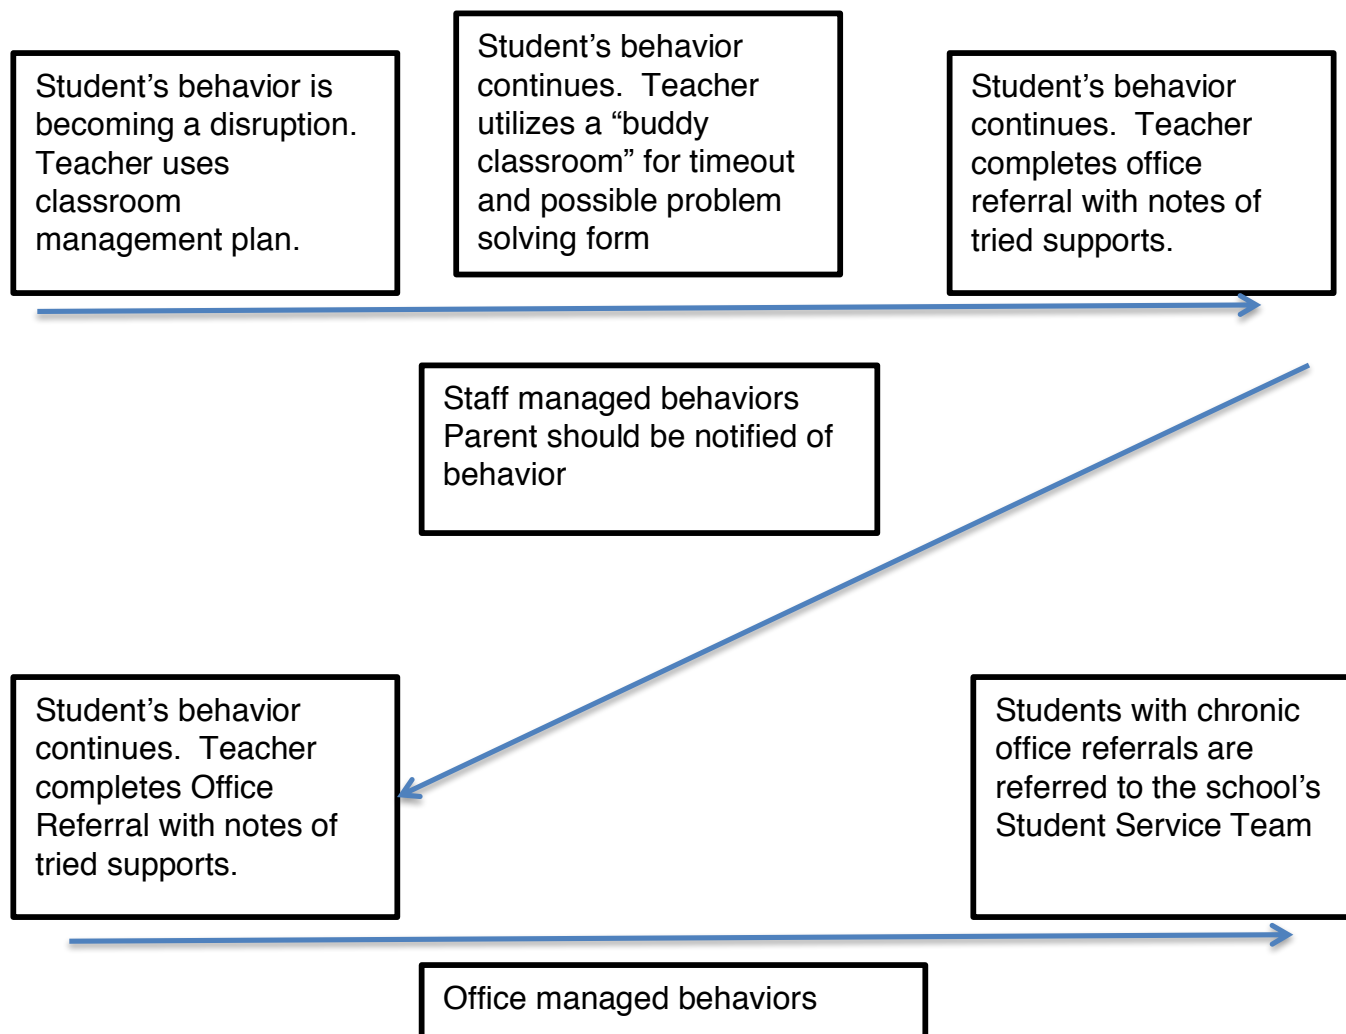 Student’s behavior is
becoming a disruption.
Teacher uses
classroom
management plan.
Student’s behavior
continues.  Teacher
utilizes a “buddy
classroom” for timeout
and possible problem
solving form
Student’s behavior
continues.  Teacher
completes office
referral with notes of
tried supports.
Staff managed behaviors
Parent should be notified of
behavior
Student’s behavior
continues.  Teacher
completes Office
Referral with notes of
tried supports.
Students with chronic
office referrals are
referred to the school’s
Student Service Team
Office managed behaviors